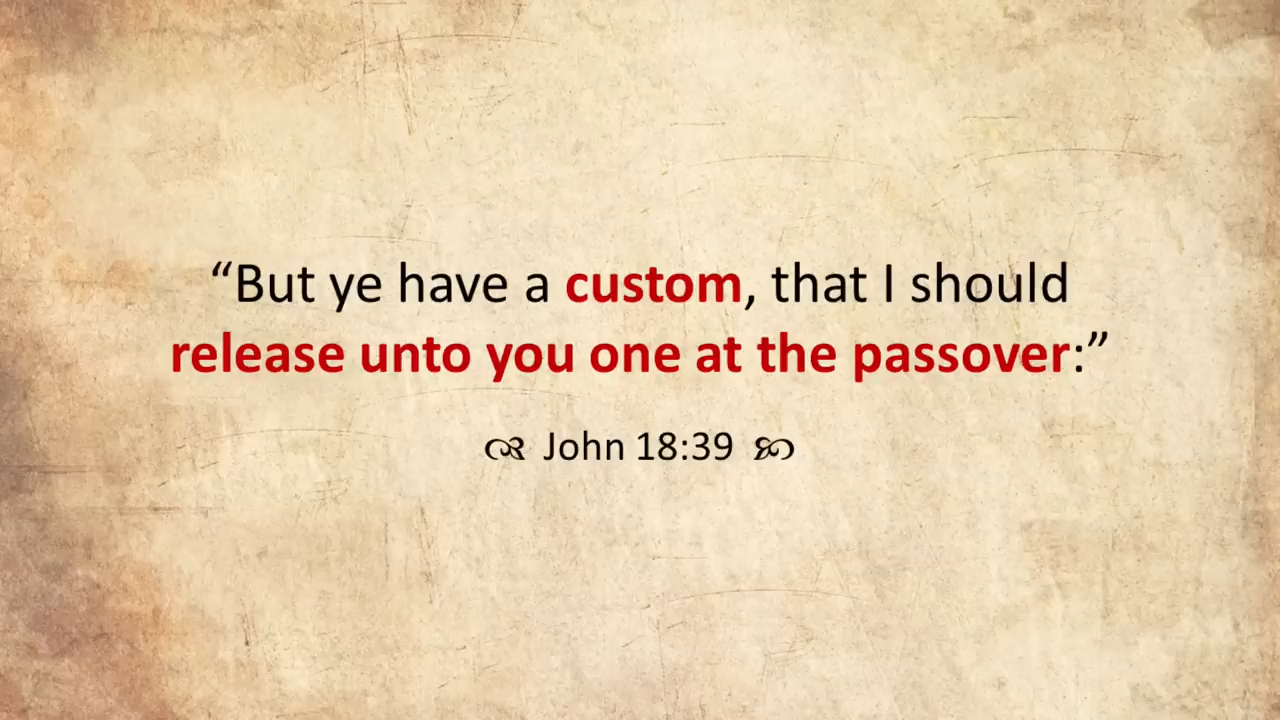 “But ye have a custom, that I should
release unto you one at the passover:”
John 18:39